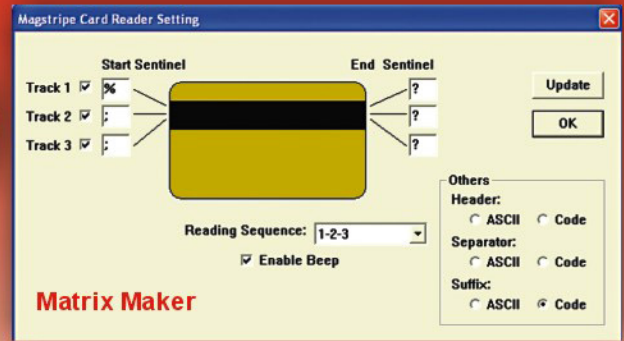 Magstripe Card Reader Setting
Start Sentinel End Sentinel
Track 1 % ? Update
Track 2 ; ? OK
Track 3 ; ?
Others
Header:
ASCII Code
Reading Sequence: 1-2-3
Separator:
Enable Beep
ASCII Code
Suffix:
Matrix Maker
ASCII Code